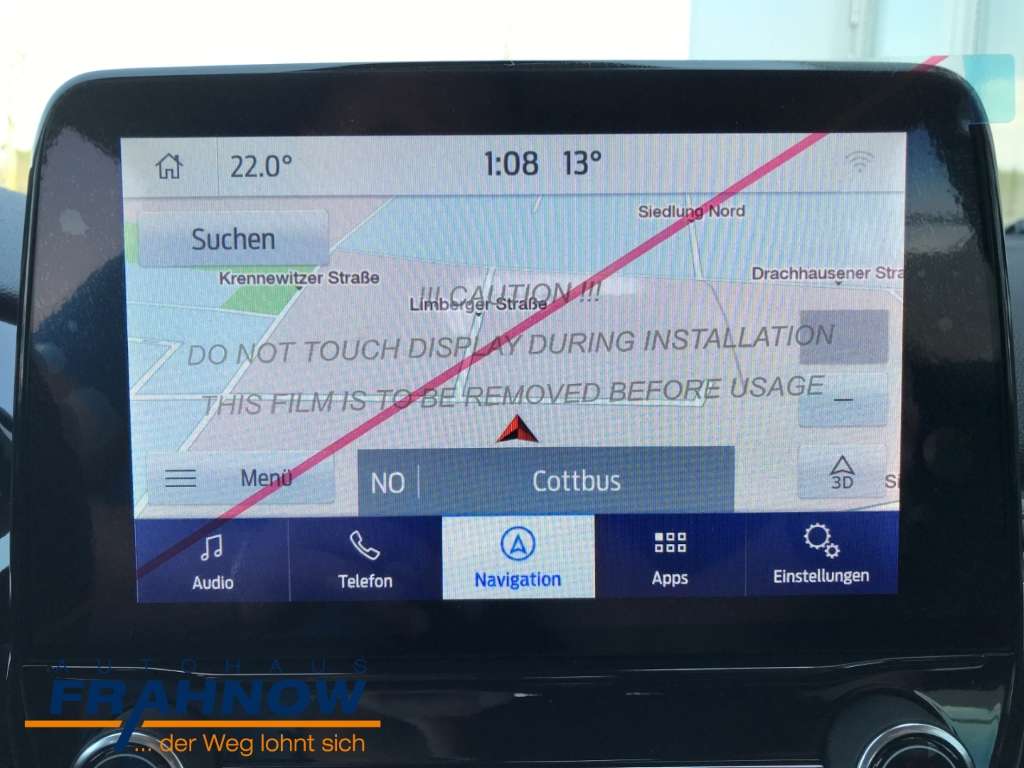 22.0°
1:08 13°
Siedlung Nord
Suchen
Krennewitzer Straße
Drachhausener Stra
Limberger Straße
!!! CAUTION !!!
DO NOT TOUCH DISPLAY DURING INSTALLATION
THIS FILM IS TO BE REMOVED BEFORE USAGE
–
Menü
NO Cottbus
3D
Si
Audio
Telefon
Navigation
Apps
Einstellungen
AUTOHAUS
FRAHNOW
... der Weg lohnt sich